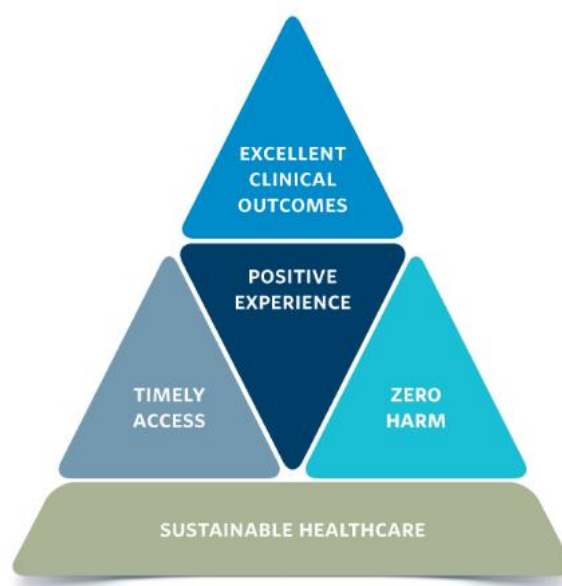 EXCELLENT
CLINICAL
OUTCOMES
POSITIVE
EXPERIENCE
TIMELY
ACCESS
ZERO
HARM
SUSTAINABLE HEALTHCARE